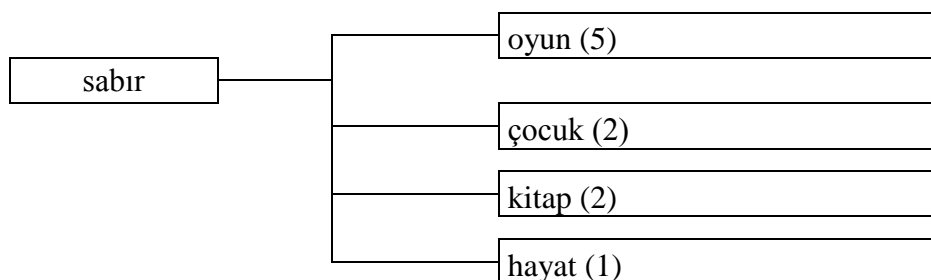 oyun (5)
sabır
çocuk (2)
kitap (2)
hayat (1)